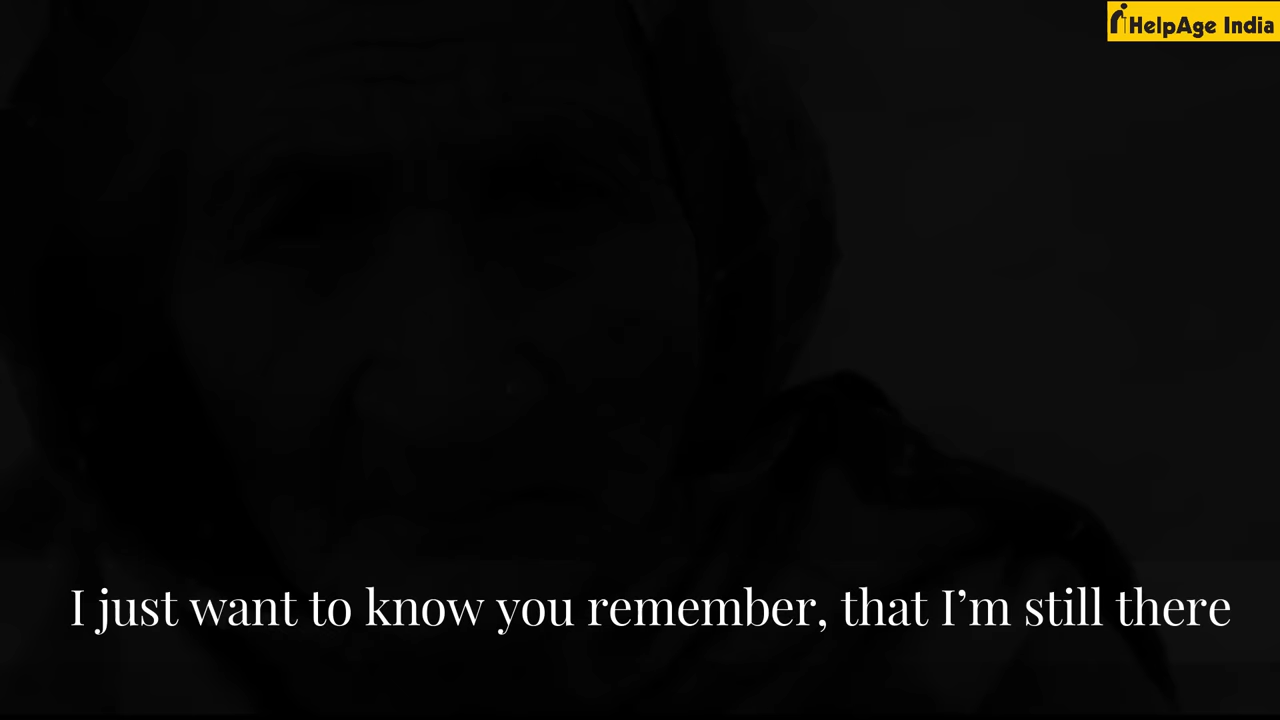 HelpAge India
I just want to know you remember, that I’m still there